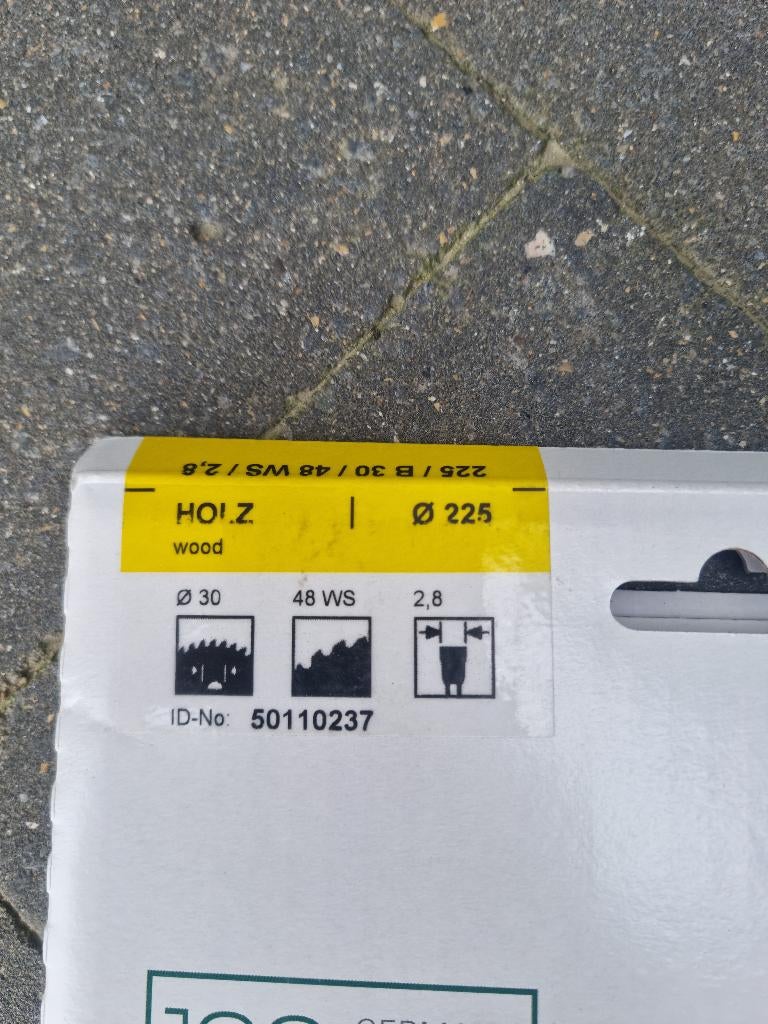 225 / B 30 / 48 WS / 2,8
HOLZ | Ø 225
wood
Ø 30 48 WS 2,8
ID-No: 50110237